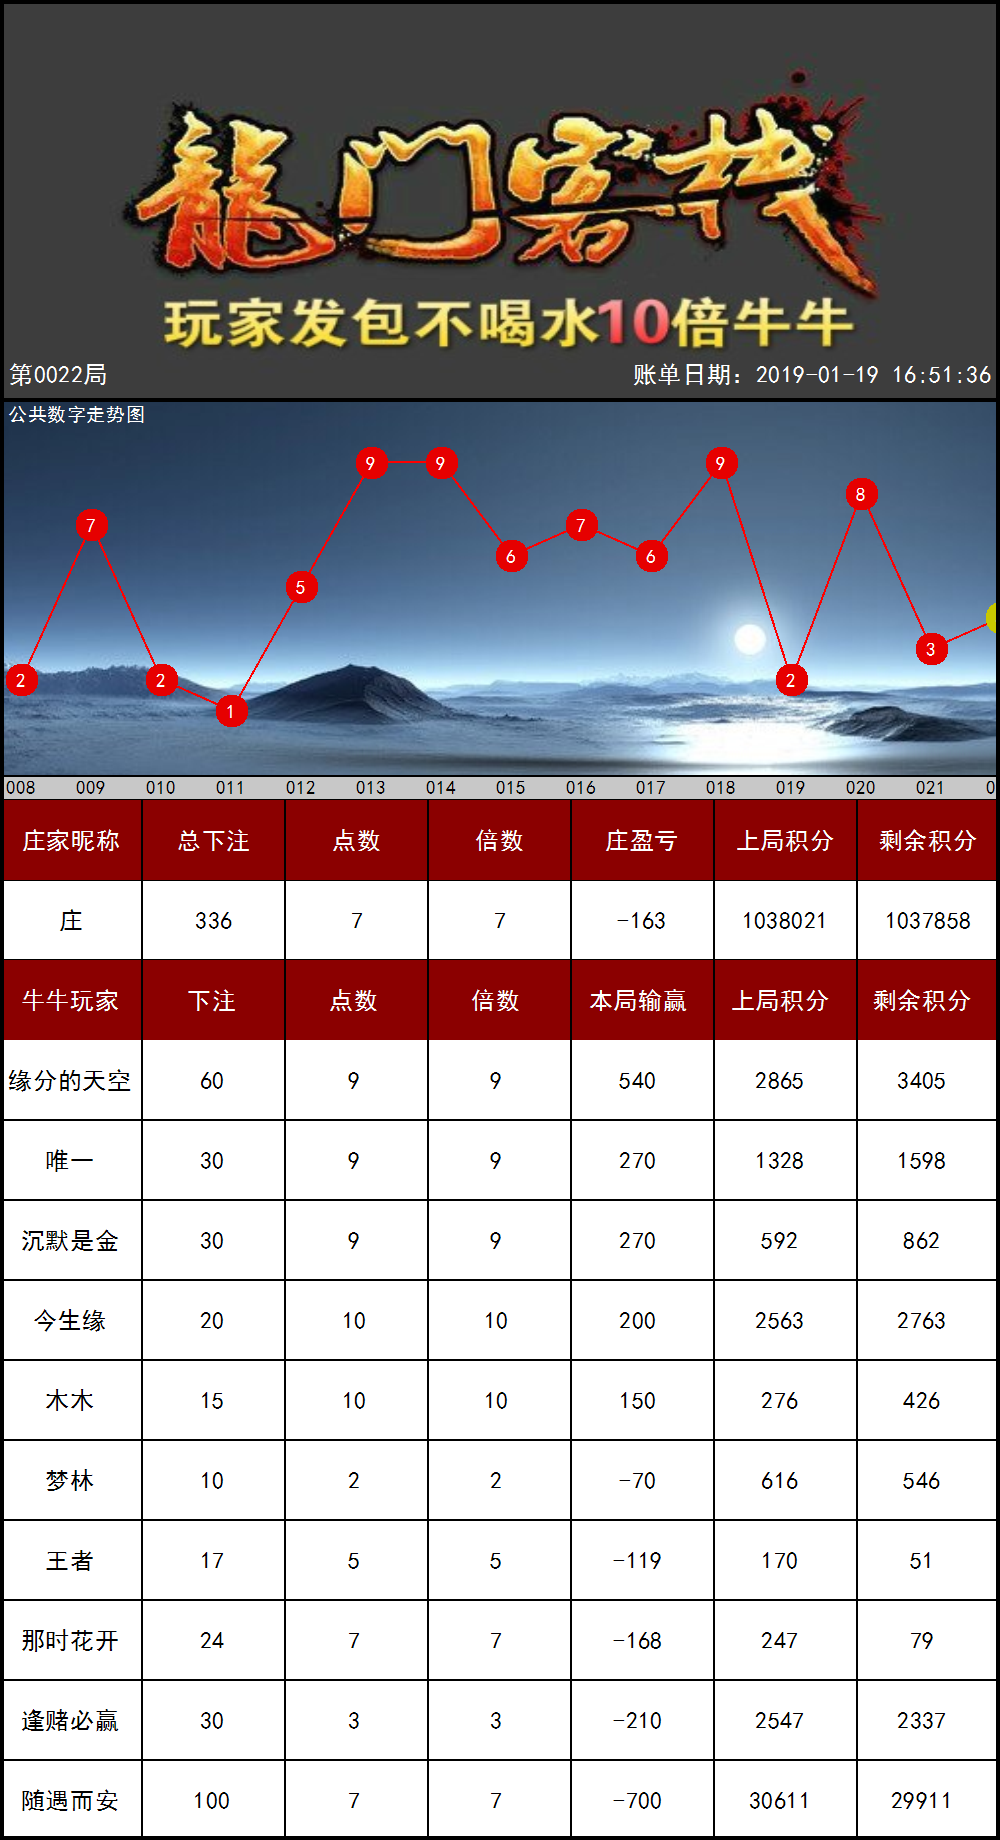 龍门客栈
玩家发包不喝水10倍牛牛
第0022局 账单日期: 2019-01-19 16:51:36
公共数字走势图
9 9 9
8
7 7
6 6
5
3
2 2 2
1
008 009 010 011 012 013 014 015 016 017 018 019 020 021 0
庄家昵称 总下注 点数 倍数 庄盈亏 上局积分 剩余积分
庄 336 7 7 -163 1038021 1037858
牛牛玩家 下注 点数 倍数 本局输赢 上局积分 剩余积分
缘分的天空 60 9 9 540 2865 3405
唯一 30 9 9 270 1328 1598
沉默是金 30 9 9 270 592 862
今生缘 20 10 10 200 2563 2763
木木 15 10 10 150 276 426
梦林 10 2 2 -70 616 546
王者 17 5 5 -119 170 51
那时花开 24 7 7 -168 247 79
逢赌必赢 30 3 3 -210 2547 2337
随遇而安 100 7 7 -700 30611 29911